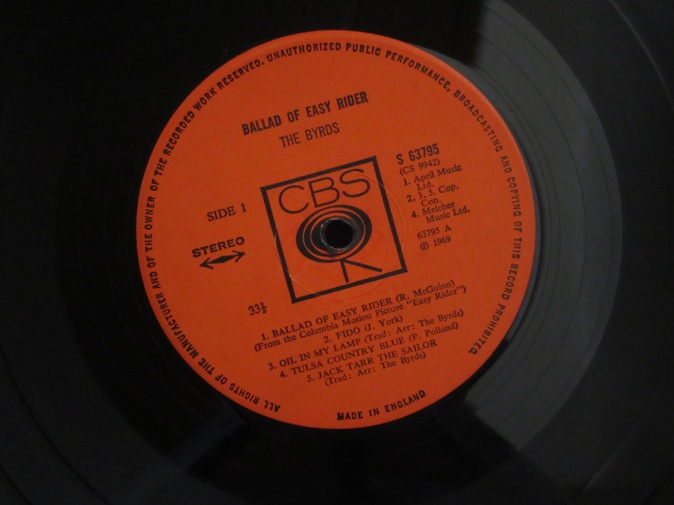 ALL RIGHTS OF THE MANUFACTURER AND OF THE OWNER OF THE RECORDED WORK RESERVED. UNAUTHORIZED PUBLIC PERFORMANCE, BROADCASTING AND COPYING OF THIS RECORD PROHIBITED.
BALLAD OF EASY RIDER
THE BYRDS
SIDE 1
STEREO
33⅓
CBS
S 63795
(CS 9942)
1. April Music
Ltd.
2. 3, 5. Cop.
Con.
4. Melcher
Music Ltd.
63795 A
℗ 1969
1. BALLAD OF EASY RIDER (R. McGuinn)
(From the Columbia Motion Picture "Easy Rider")
2. FIDO (J. York)
3. OIL IN MY LAMP (Trad: Arr: The Byrds)
4. TULSA COUNTRY BLUE (P. Polland)
5. JACK TARR THE SAILOR
(Trad: Arr: The Byrds)
MADE IN ENGLAND